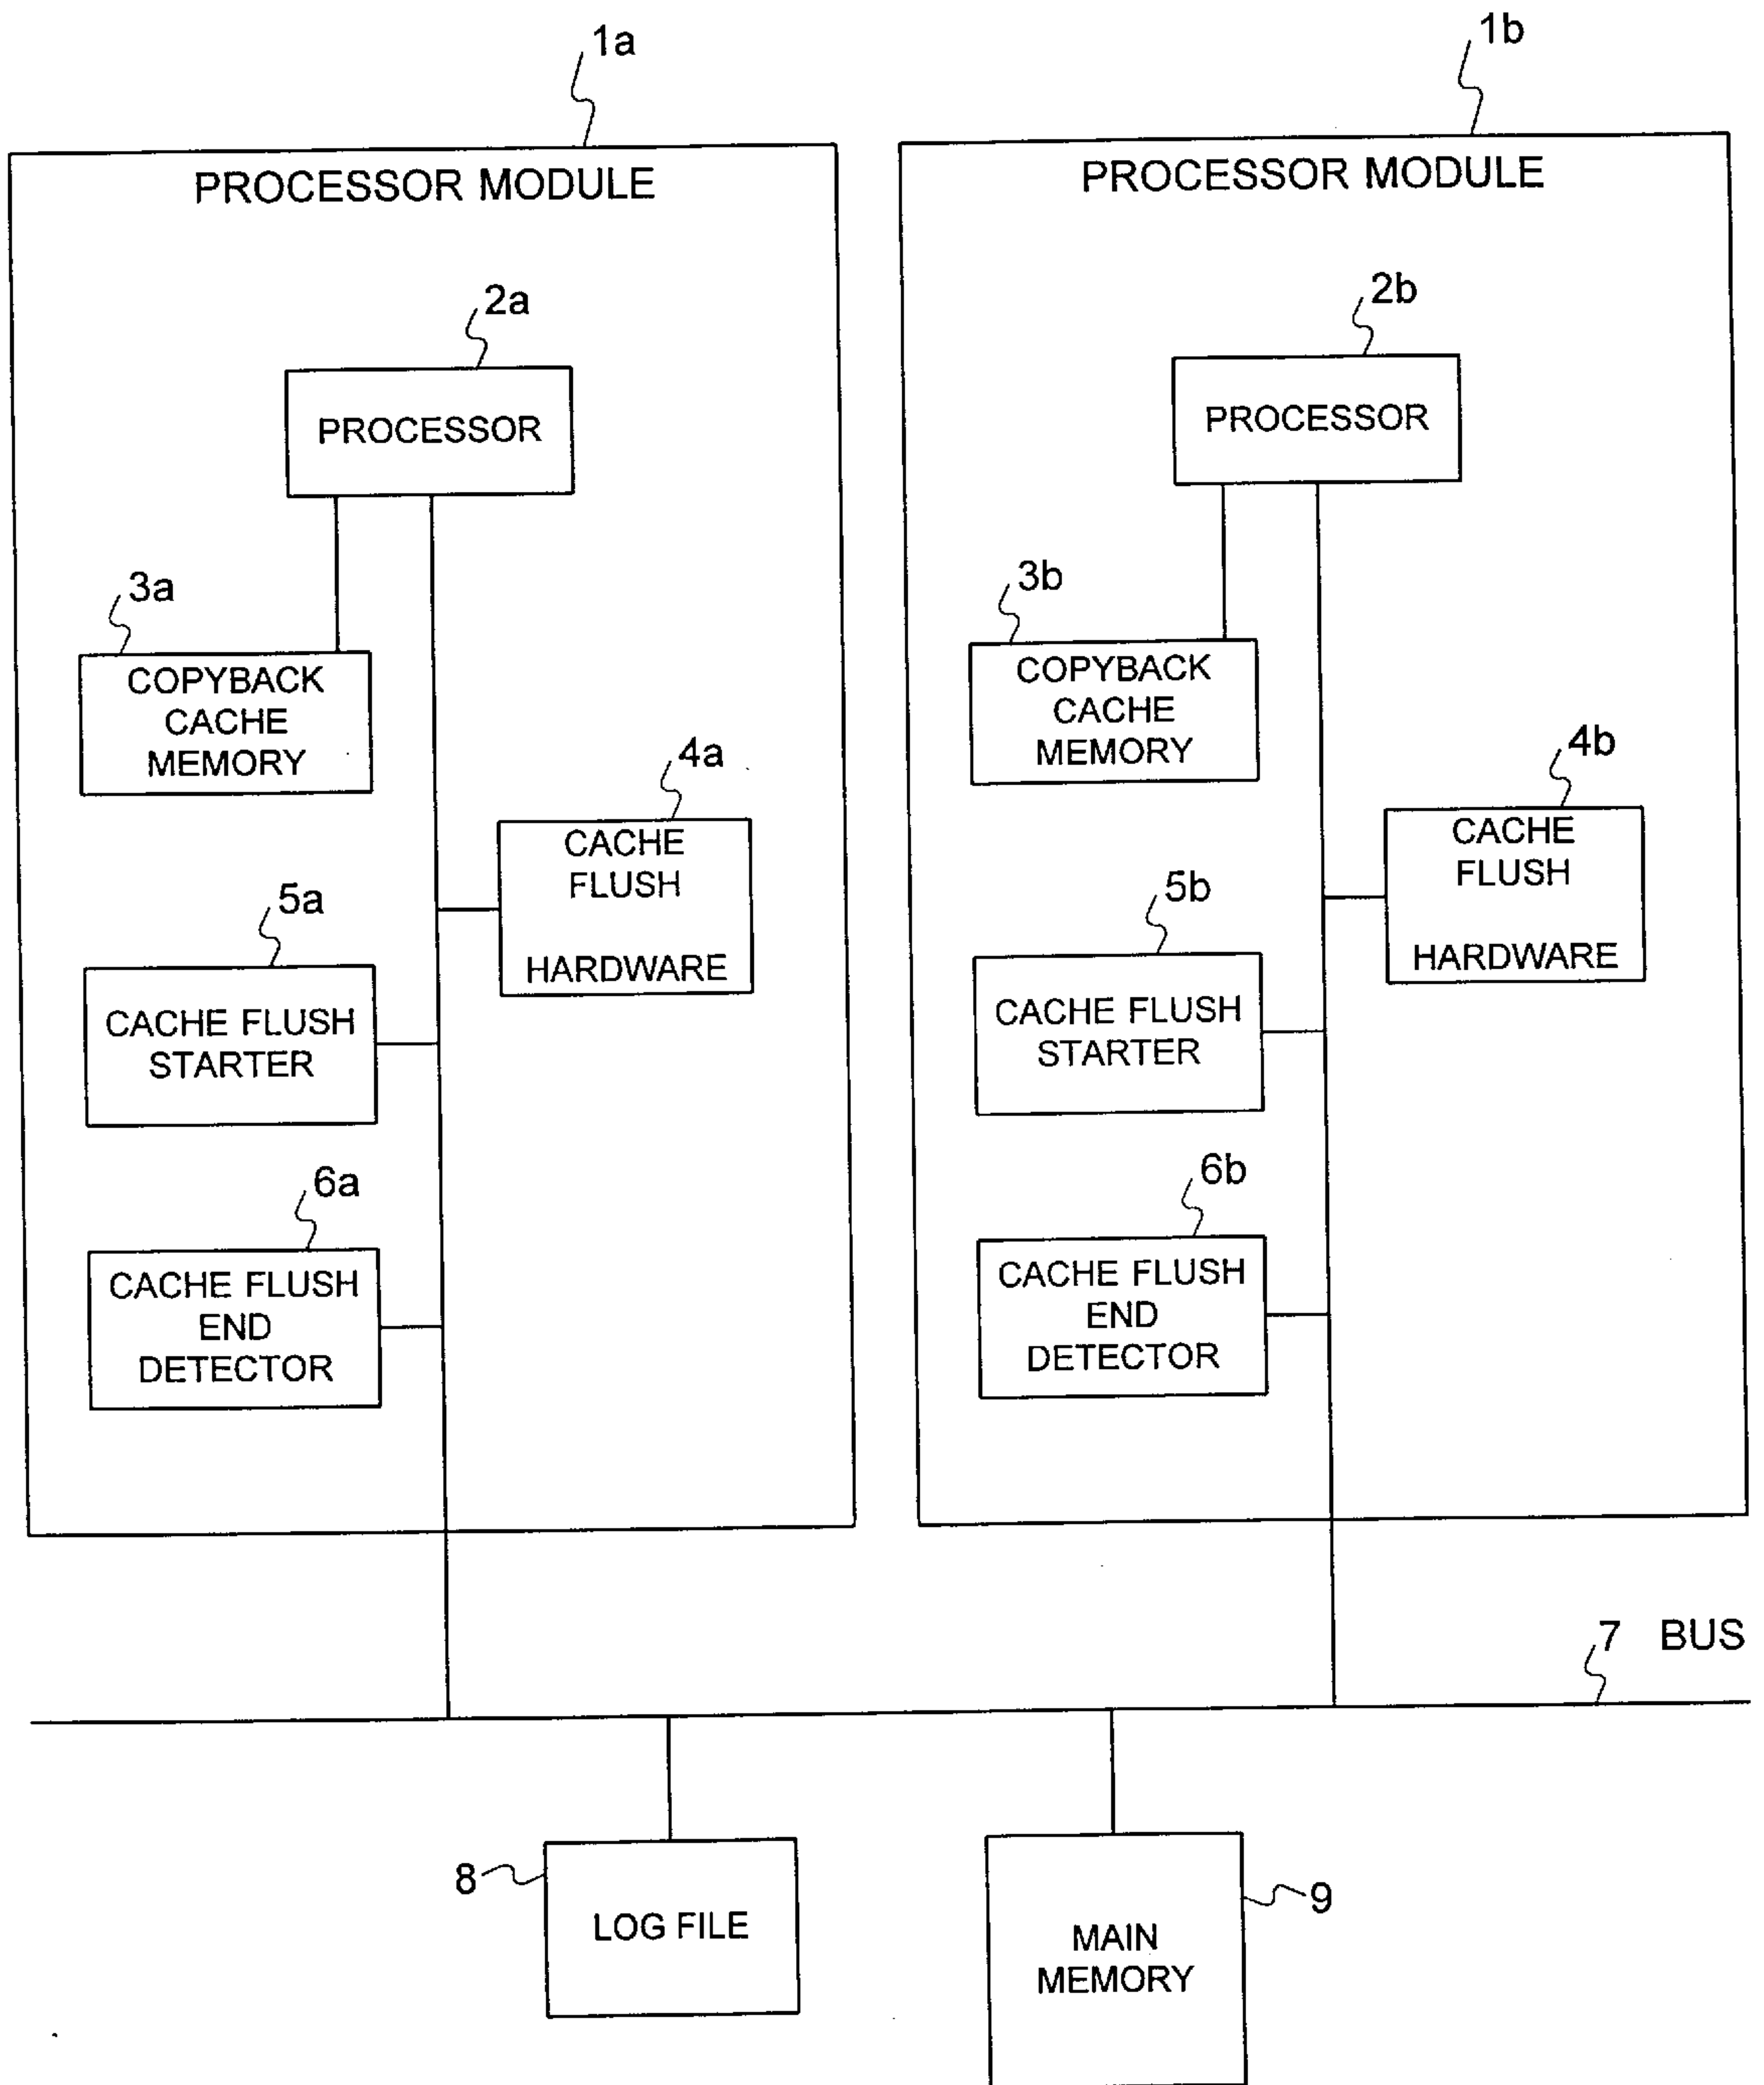 1a
PROCESSOR MODULE
2a
PROCESSOR
3a
COPYBACK
CACHE
MEMORY
4a
CACHE
FLUSH
HARDWARE
5a
CACHE FLUSH
STARTER
6a
CACHE FLUSH
END
DETECTOR
1b
PROCESSOR MODULE
2b
PROCESSOR
3b
COPYBACK
CACHE
MEMORY
4b
CACHE
FLUSH
HARDWARE
5b
CACHE FLUSH
STARTER
6b
CACHE FLUSH
END
DETECTOR
7 BUS
8
LOG FILE
9
MAIN
MEMORY